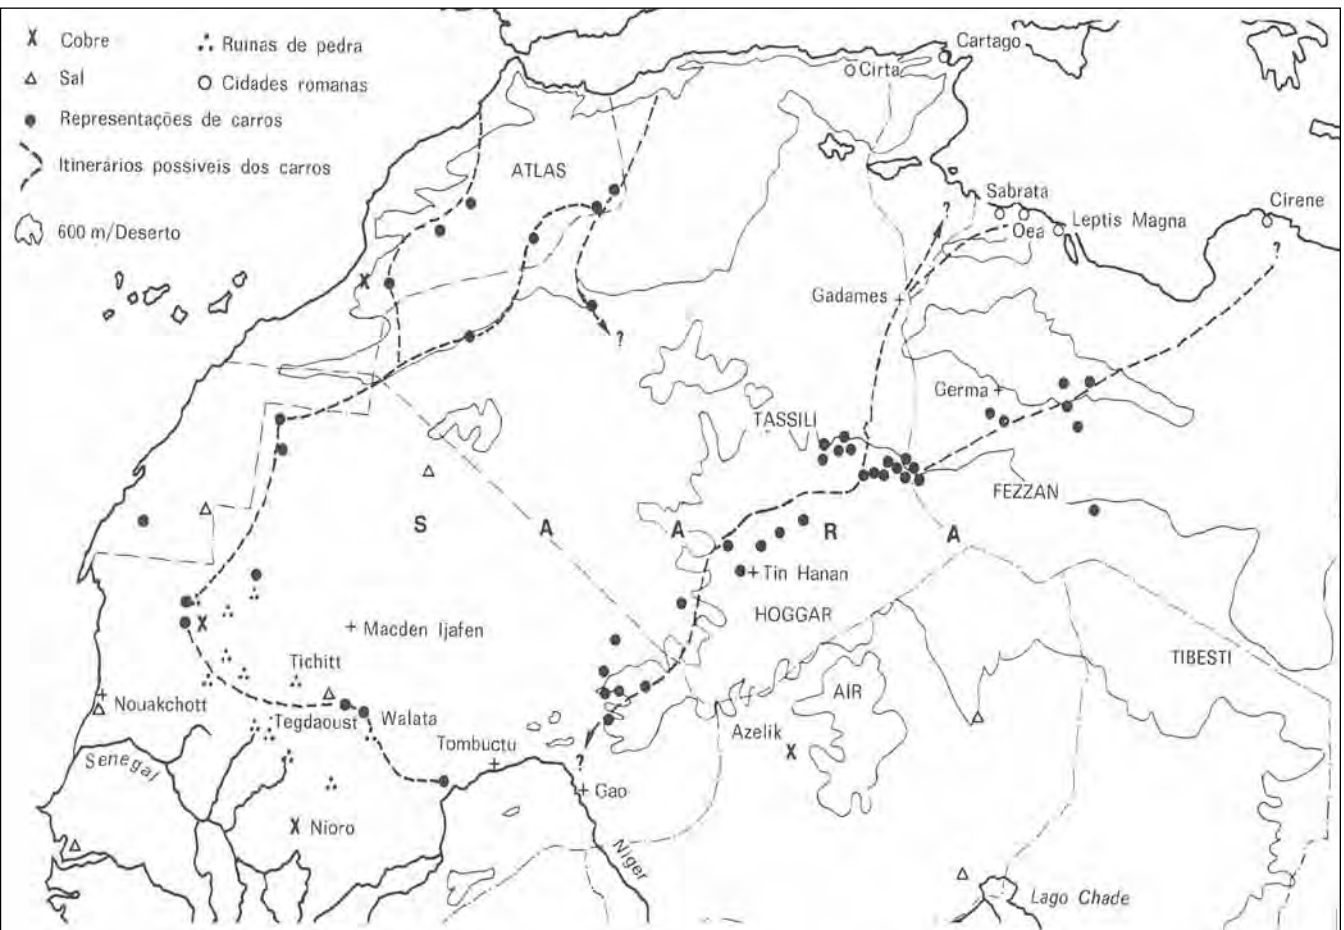 X Cobre
Ruinas de pedra
Sal
Cidades romanas
Representações de carros
Itinerários possiveis dos carros
600 m/Deserto
Cartago
Cirta
ATLAS
Sabrata
Oea
Leptis Magna
Cirene
?
?
Gadames
X
?
Germa
TASSILI
FEZZAN
S A A R A
Tin Hanan
HOGGAR
X
Macden Ijafen
TIBESTI
Tichitt
AIR
Nouakchott
Tegdaoust
Walata
Azelik
X
Tombuctu
?
Senegal
Gao
X Nioro
Niger
Lago Chade